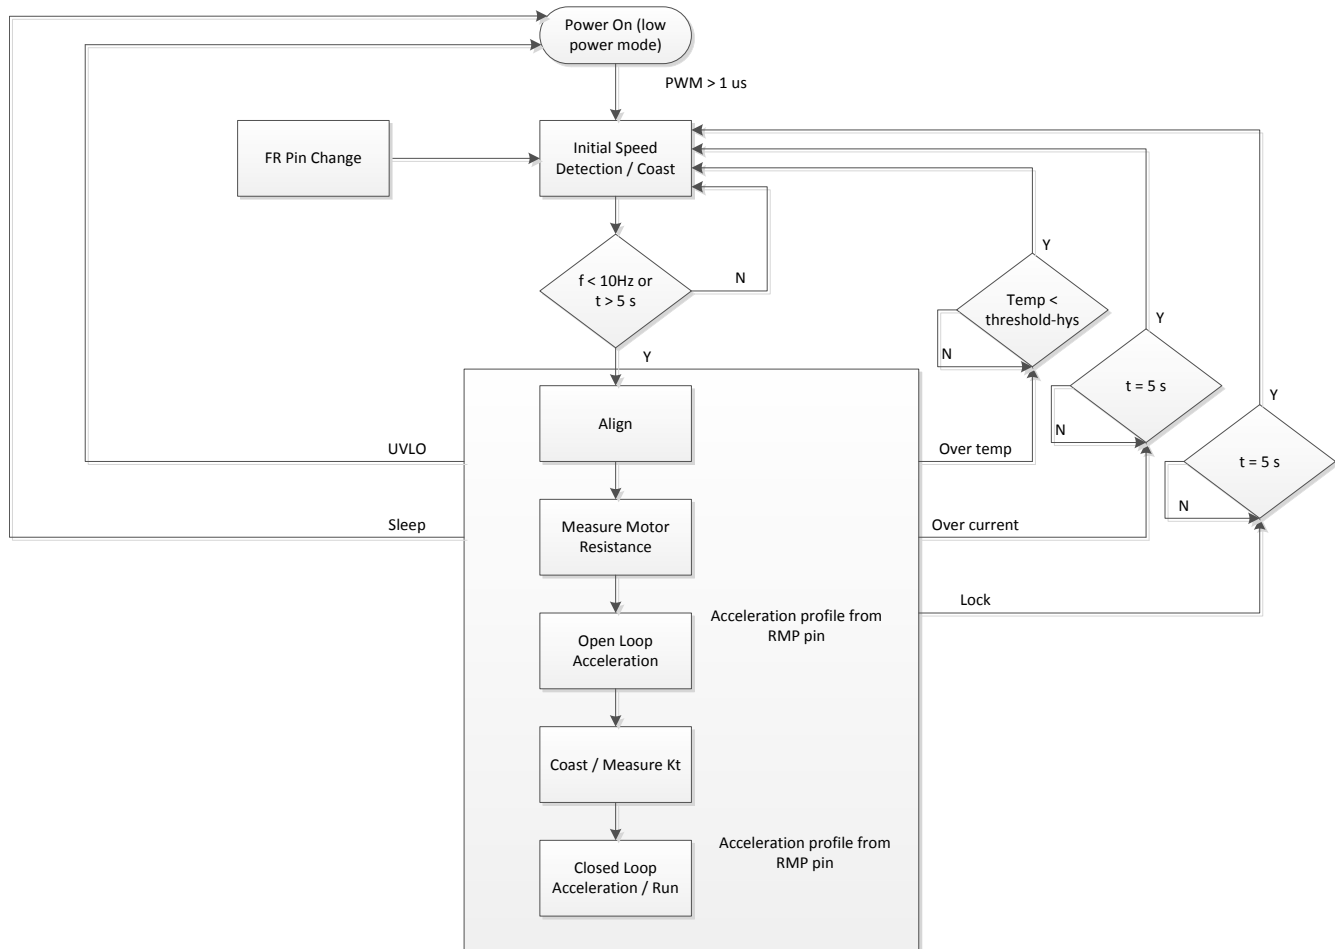 Power On (low
power mode)
PWM > 1 us
FR Pin Change
Initial Speed
Detection / Coast
f < 10Hz or
t > 5 s
N
Y
Y
Temp <
threshold-hys
N
Y
t = 5 s
N
Y
t = 5 s
N
Align
UVLO
Over temp
Measure Motor
Resistance
Sleep
Over current
Lock
Acceleration profile from
RMP pin
Open Loop
Acceleration
Coast / Measure Kt
Acceleration profile from
RMP pin
Closed Loop
Acceleration / Run